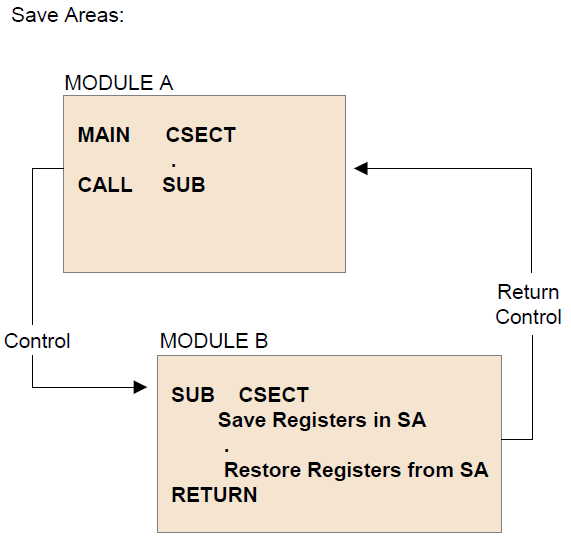 Save Areas:
MODULE A
MAIN CSECT
.
CALL SUB
Control
Return
Control
MODULE B
SUB CSECT
Save Registers in SA
.
Restore Registers from SA
RETURN